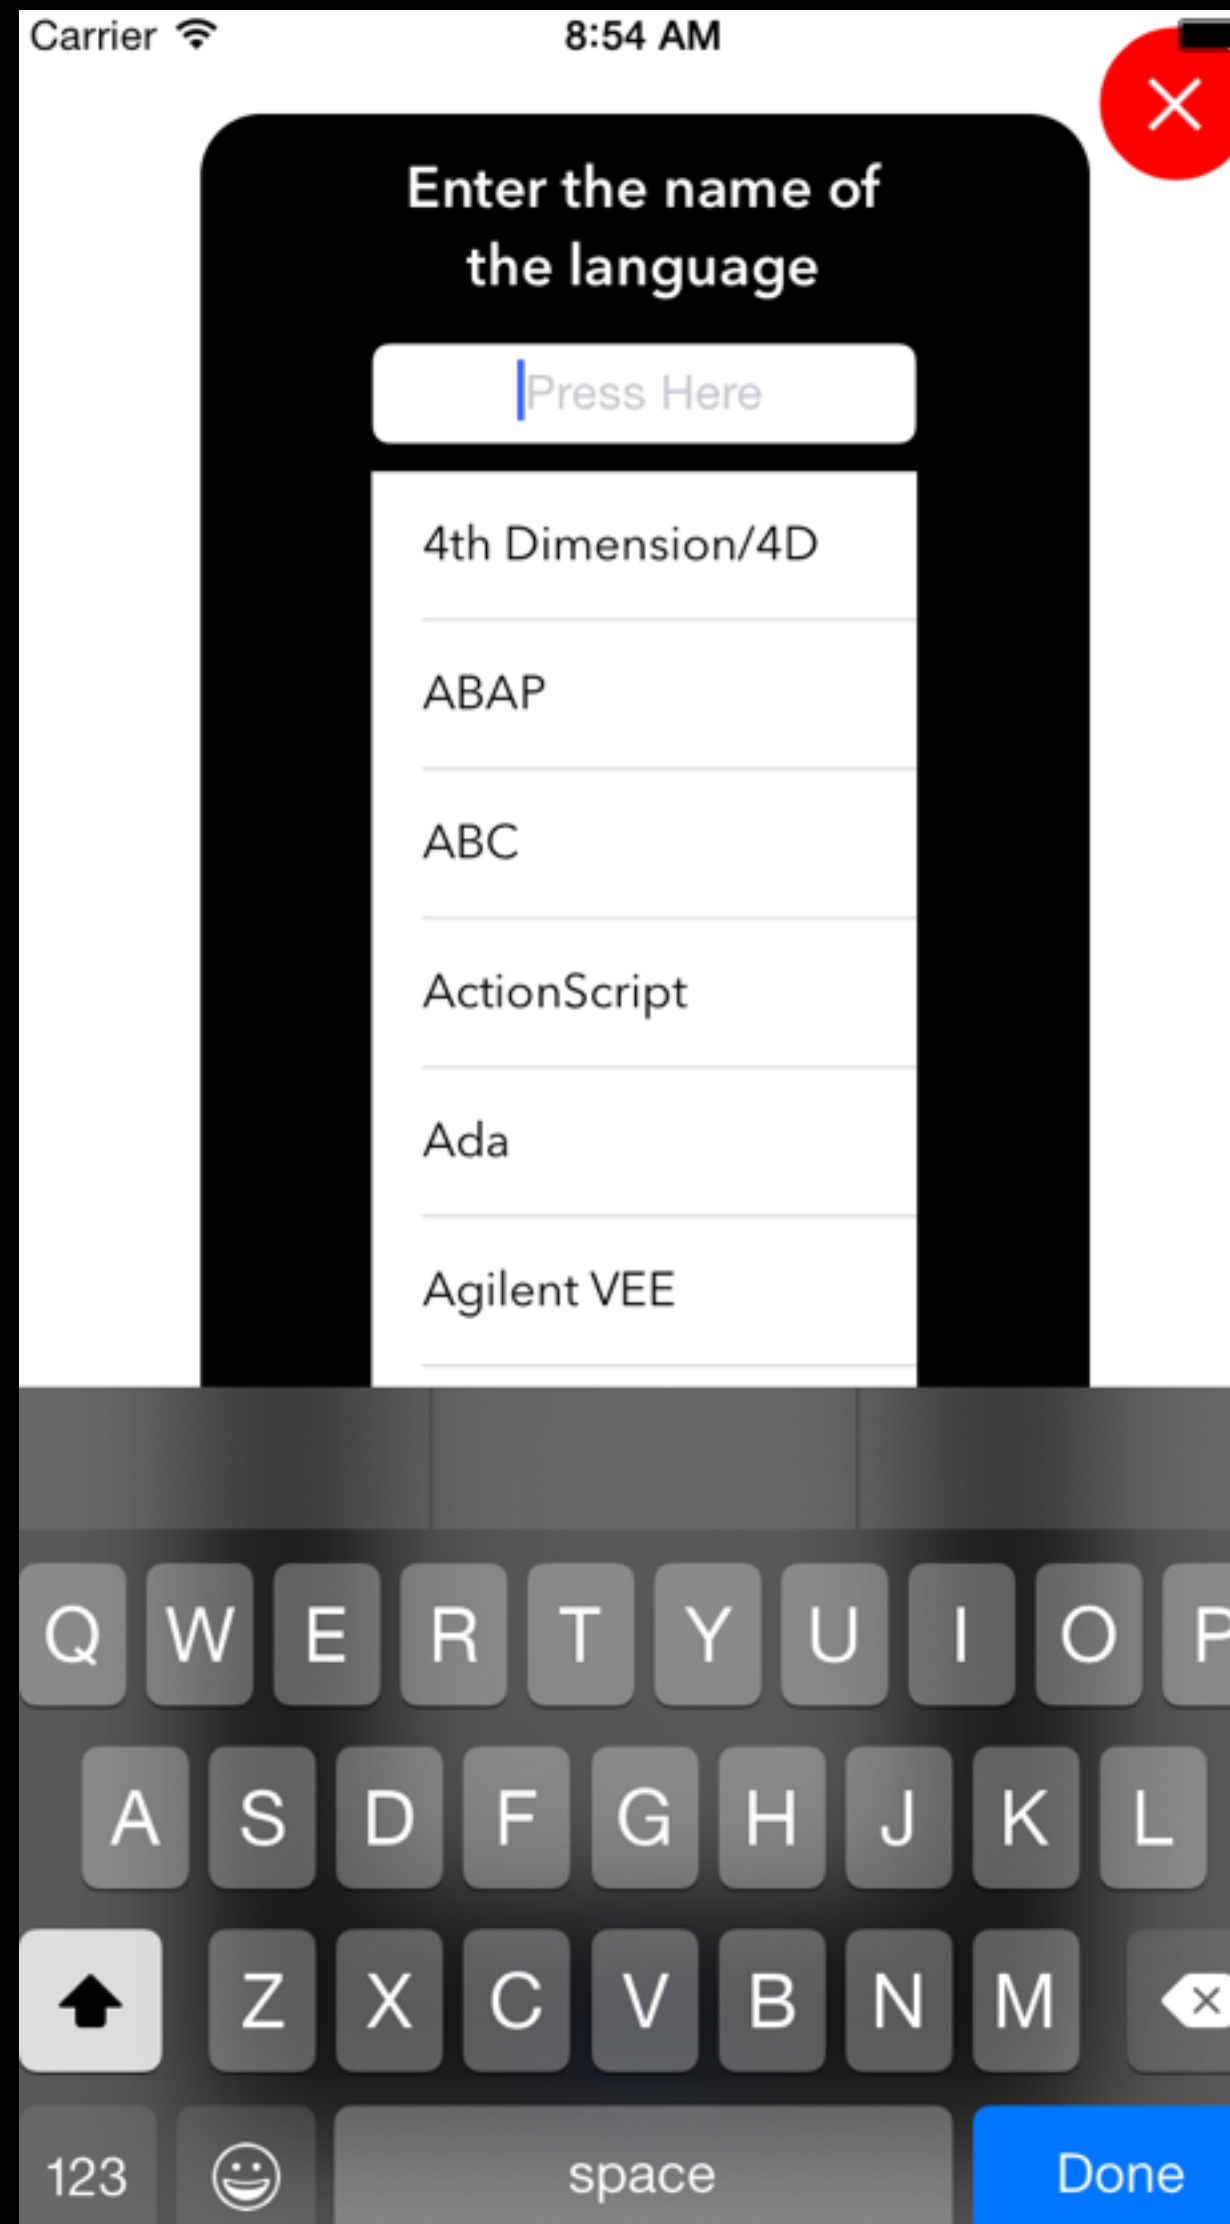 Carrier 8:54 AM
Enter the name of
the language
Press Here
4th Dimension/4D
ABAP
ABC
ActionScript
Ada
Agilent VEE
Q W E R T Y U I O P
A S D F G H J K L
Z X C V B N M
123 space Done